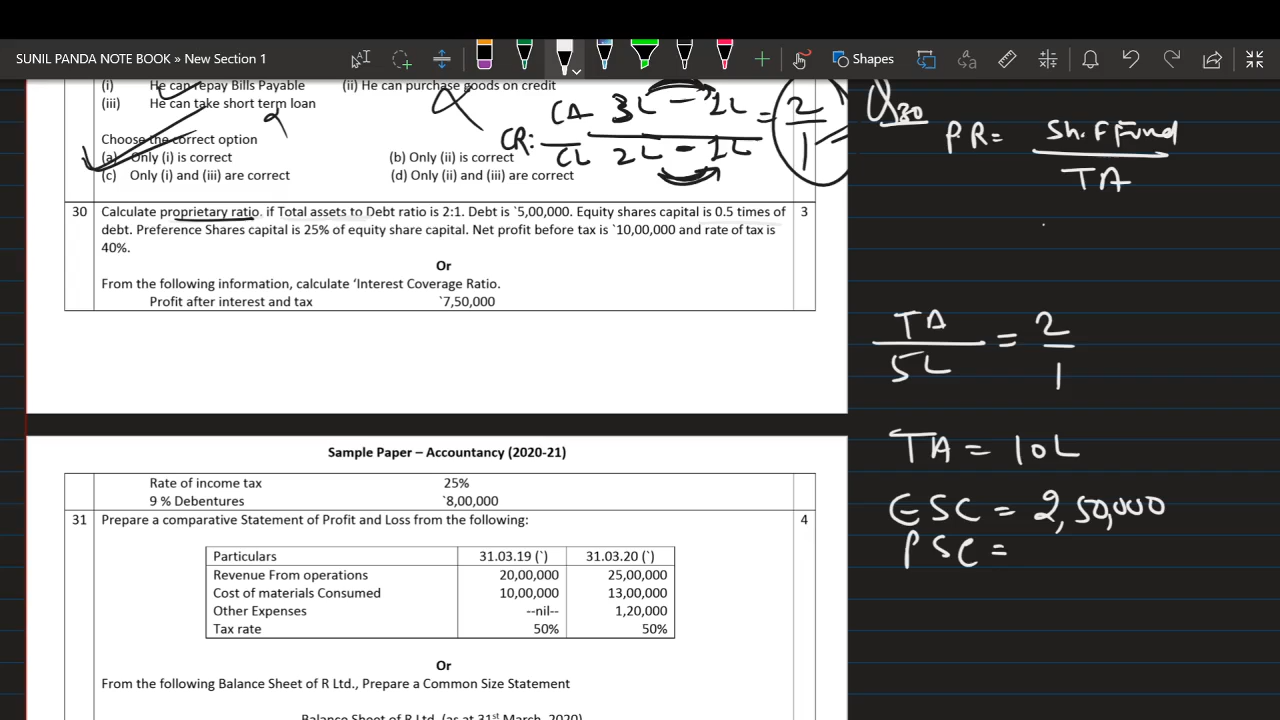 SUNIL PANDA NOTE BOOK » New Section 1
Shapes
(i) He can repay Bills Payable (ii) He can purchase goods on credit
(iii) He can take short term loan
Choose the correct option
(a) Only (i) is correct (b) Only (ii) is correct
(c) Only (i) and (iii) are correct (d) Only (ii) and (iii) are correct
CR: CA 3L - 1L = 2
CL 2L - 1L 1
30 Calculate proprietary ratio. if Total assets to Debt ratio is 2:1. Debt is `5,00,000. Equity shares capital is 0.5 times of 3
debt. Preference Shares capital is 25% of equity share capital. Net profit before tax is `10,00,000 and rate of tax is
40%.
Or
From the following information, calculate ‘Interest Coverage Ratio.
Profit after interest and tax `7,50,000
Sample Paper – Accountancy (2020-21)
Rate of income tax 25%
9 % Debentures `8,00,000
31 Prepare a comparative Statement of Profit and Loss from the following: 4
Particulars 31.03.19 (`) 31.03.20 (`)
Revenue From operations 20,00,000 25,00,000
Cost of materials Consumed 10,00,000 13,00,000
Other Expenses --nil-- 1,20,000
Tax rate 50% 50%
Or
From the following Balance Sheet of R Ltd., Prepare a Common Size Statement
Balance Sheet of R Ltd. (as at 31st March, 2020)
Q30
PR = Sh. F Fund
TA
TA = 2
5L 1
TA = 10L
ESC = 2,50,000
PSC =